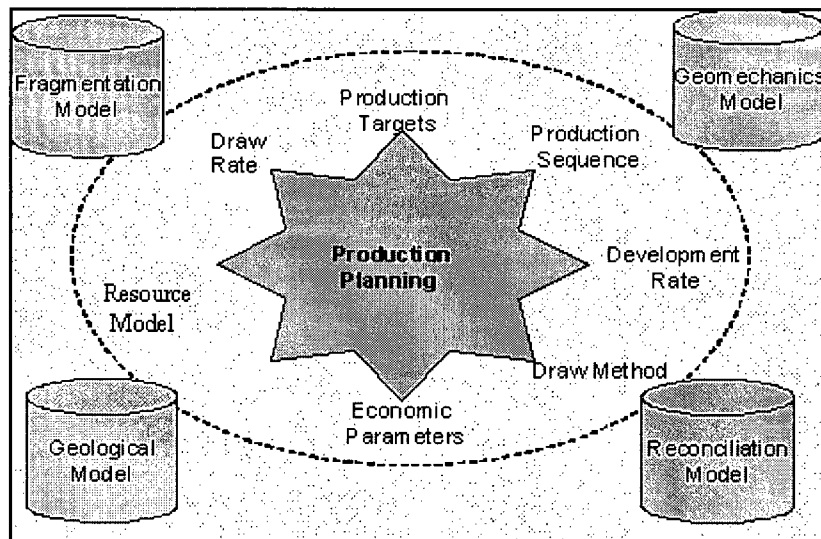 Fragmentation
Model
Geomechanics
Model
Production
Targets
Draw
Rate
Production
Sequence
Production
Planning
Development
Rate
Resource
Model
Draw Method
Economic
Parameters
Geological
Model
Reconciliation
Model